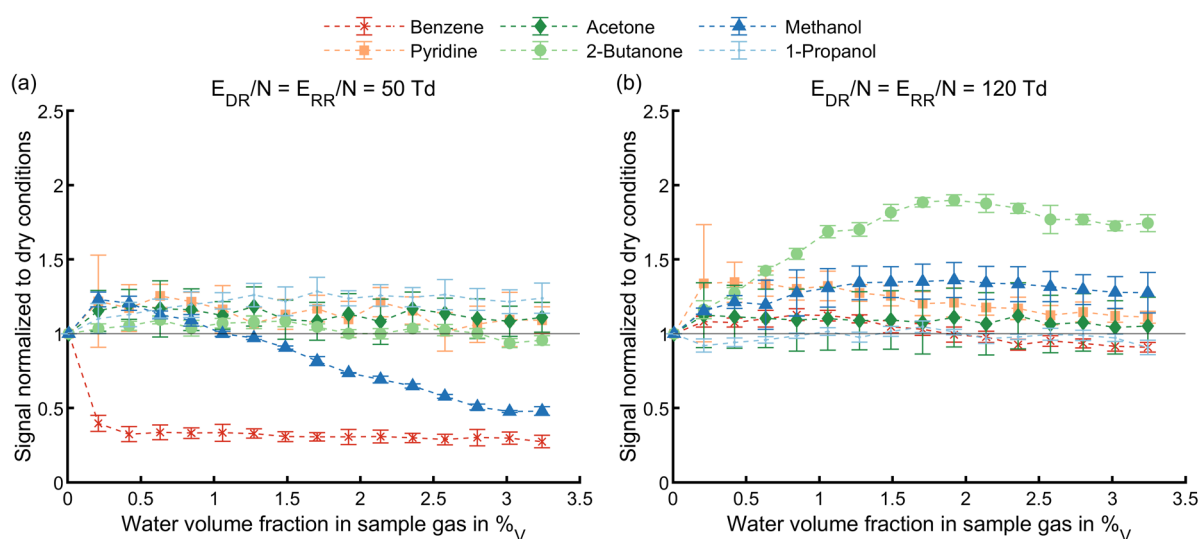 Benzene Acetone Methanol
Pyridine 2-Butanone 1-Propanol
(a) E_DR/N = E_RR/N = 50 Td
(b) E_DR/N = E_RR/N = 120 Td
Signal normalized to dry conditions
2.5
2
1.5
1
0.5
0
0 0.5 1 1.5 2 2.5 3 3.5
Water volume fraction in sample gas in %_V
Signal normalized to dry conditions
2.5
2
1.5
1
0.5
0
0 0.5 1 1.5 2 2.5 3 3.5
Water volume fraction in sample gas in %_V